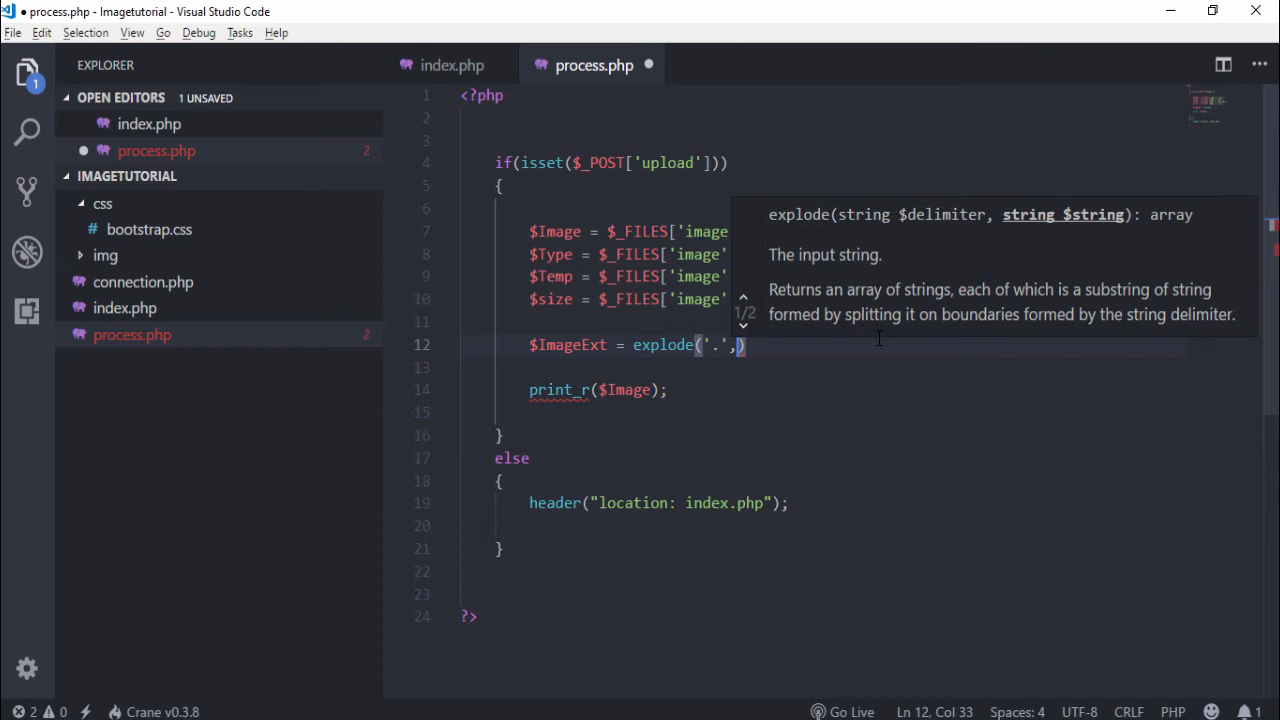 ● process.php - Imagetutorial - Visual Studio Code
File Edit Selection View Go Debug Tasks Help
EXPLORER
index.php
process.php ●
1
OPEN EDITORS 1 UNSAVED
index.php
● process.php 2
IMAGETUTORIAL
css
bootstrap.css
img
connection.php
index.php
process.php 2
1 <?php
2
3
4 if(isset($_POST['upload']))
5 {
6
7 $Image = $_FILES['image
8 $Type = $_FILES['image'
9 $Temp = $_FILES['image'
10 $size = $_FILES['image'
11
12 $ImageExt = explode('.',)
13
14 print_r($Image);
15
16 }
17 else
18 {
19 header("location: index.php");
20
21 }
22
23
24 ?>
explode(string $delimiter, string $string): array
The input string.
Returns an array of strings, each of which is a substring of string
1/2
formed by splitting it on boundaries formed by the string delimiter.
2 0 Crane v0.3.8 Go Live Ln 12, Col 33 Spaces: 4 UTF-8 CRLF PHP 1